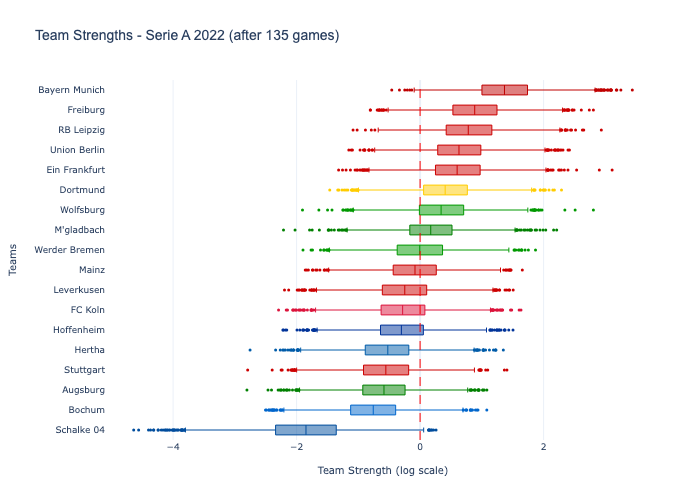 Team Strengths - Serie A 2022 (after 135 games)
Bayern Munich
Freiburg
RB Leipzig
Union Berlin
Ein Frankfurt
Dortmund
Wolfsburg
M'gladbach
Werder Bremen
Mainz
Leverkusen
FC Koln
Hoffenheim
Hertha
Stuttgart
Augsburg
Bochum
Schalke 04
Teams
−4 −2 0 2
Team Strength (log scale)